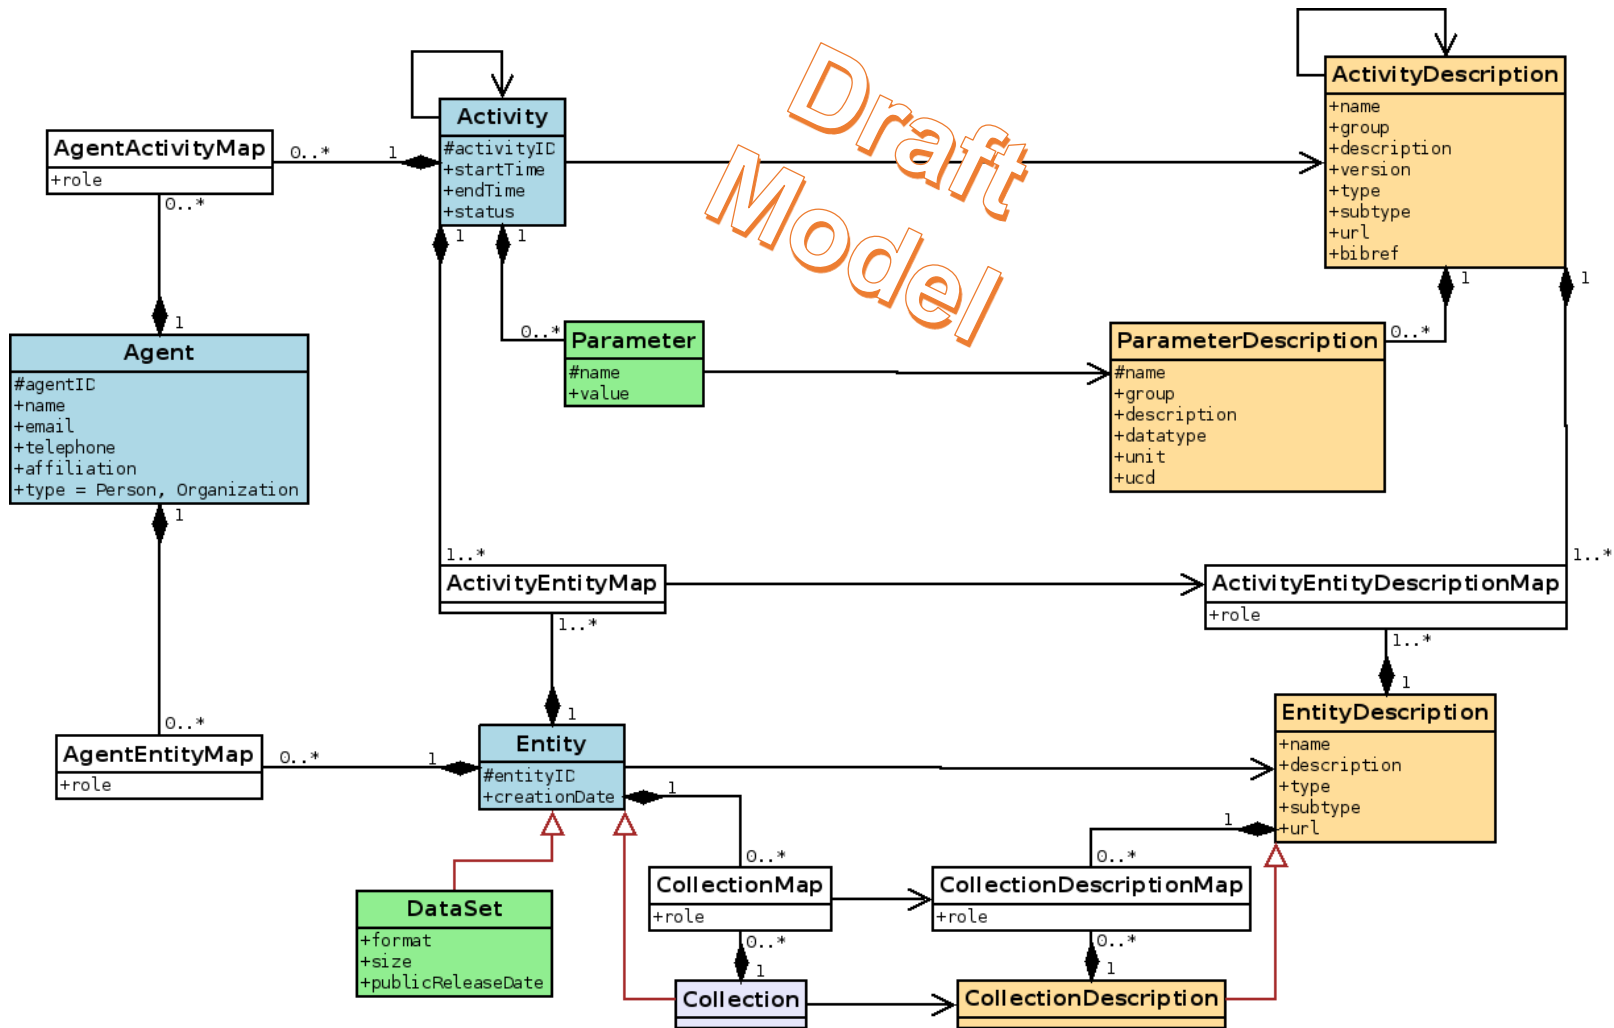 Draft
Model
ActivityDescription
+name
+group
+description
+version
+type
+subtype
+url
+bibref
Activity
#activityID
+startTime
+endTime
+status
AgentActivityMap
+role
0..*
1
0..*
1
1
1
1
1
Agent
#agentID
+name
+email
+telephone
+affiliation
+type = Person, Organization
0..*
Parameter
#name
+value
ParameterDescription
#name
+group
+description
+datatype
+unit
+ucd
0..*
1
1..*
ActivityEntityMap
1..*
ActivityEntityDescriptionMap
+role
1..*
1..*
1
1
0..*
AgentEntityMap
+role
0..*
1
Entity
#entityID
+creationDate
1
EntityDescription
+name
+description
+type
+subtype
+url
1
0..*
0..*
CollectionMap
+role
CollectionDescriptionMap
+role
DataSet
+format
+size
+publicReleaseDate
0..*
1
0..*
1
Collection
CollectionDescription